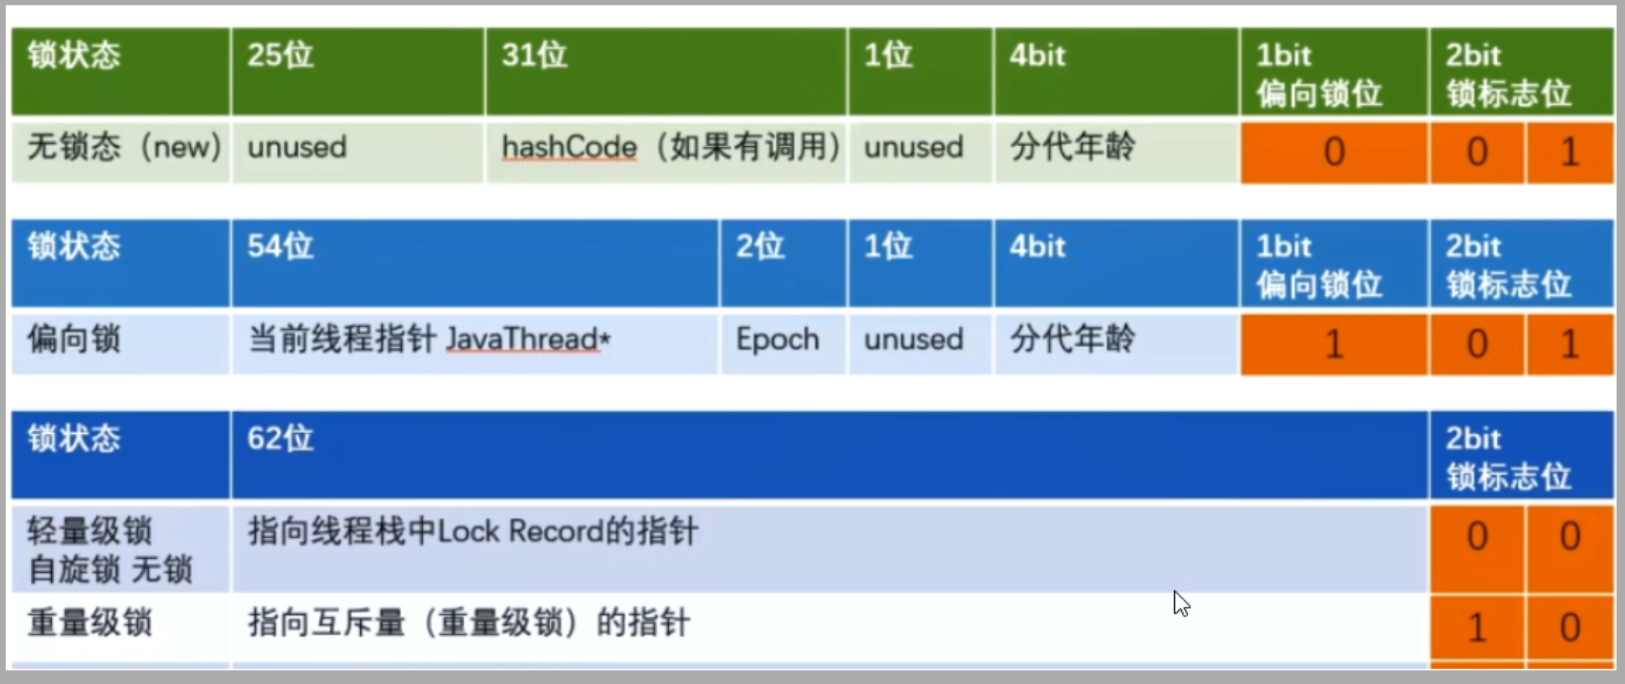 锁状态 25位 31位 1位 4bit 1bit 2bit
偏向锁位 锁标志位
无锁态（new） unused hashCode（如果有调用） unused 分代年龄 0 0 1
锁状态 54位 2位 1位 4bit 1bit 2bit
偏向锁位 锁标志位
偏向锁 当前线程指针 JavaThread* Epoch unused 分代年龄 1 0 1
锁状态 62位 2bit
锁标志位
轻量级锁 指向线程栈中Lock Record的指针 0 0
自旋锁 无锁
重量级锁 指向互斥量（重量级锁）的指针 1 0